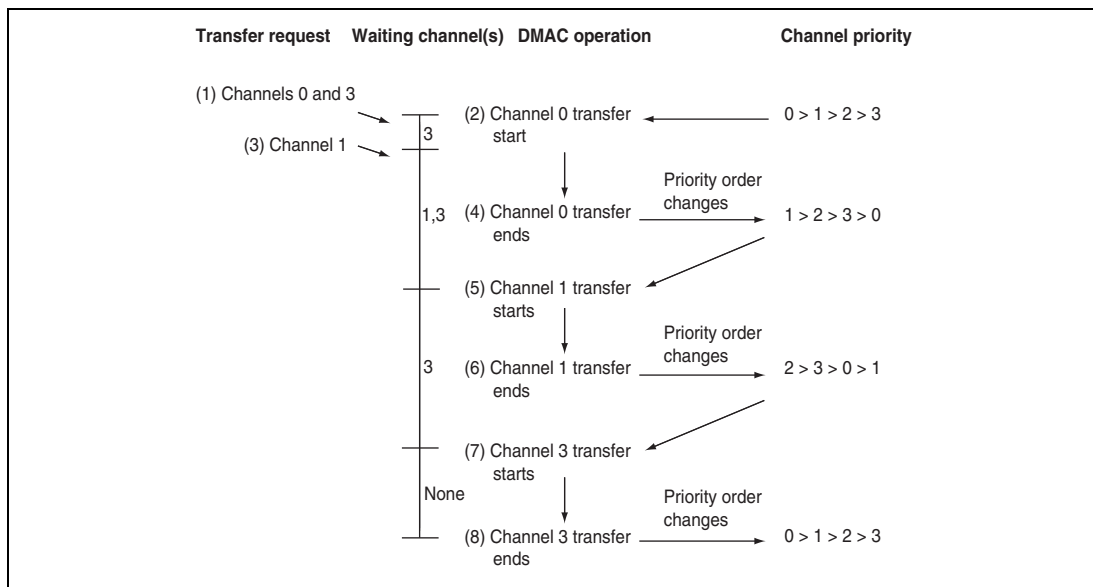 Transfer request Waiting channel(s) DMAC operation Channel priority
(1) Channels 0 and 3
(2) Channel 0 transfer
start
0 > 1 > 2 > 3
3
(3) Channel 1
Priority order
changes
1,3
(4) Channel 0 transfer
ends
1 > 2 > 3 > 0
(5) Channel 1 transfer
starts
Priority order
changes
3
(6) Channel 1 transfer
ends
2 > 3 > 0 > 1
(7) Channel 3 transfer
starts
None
Priority order
changes
(8) Channel 3 transfer
ends
0 > 1 > 2 > 3